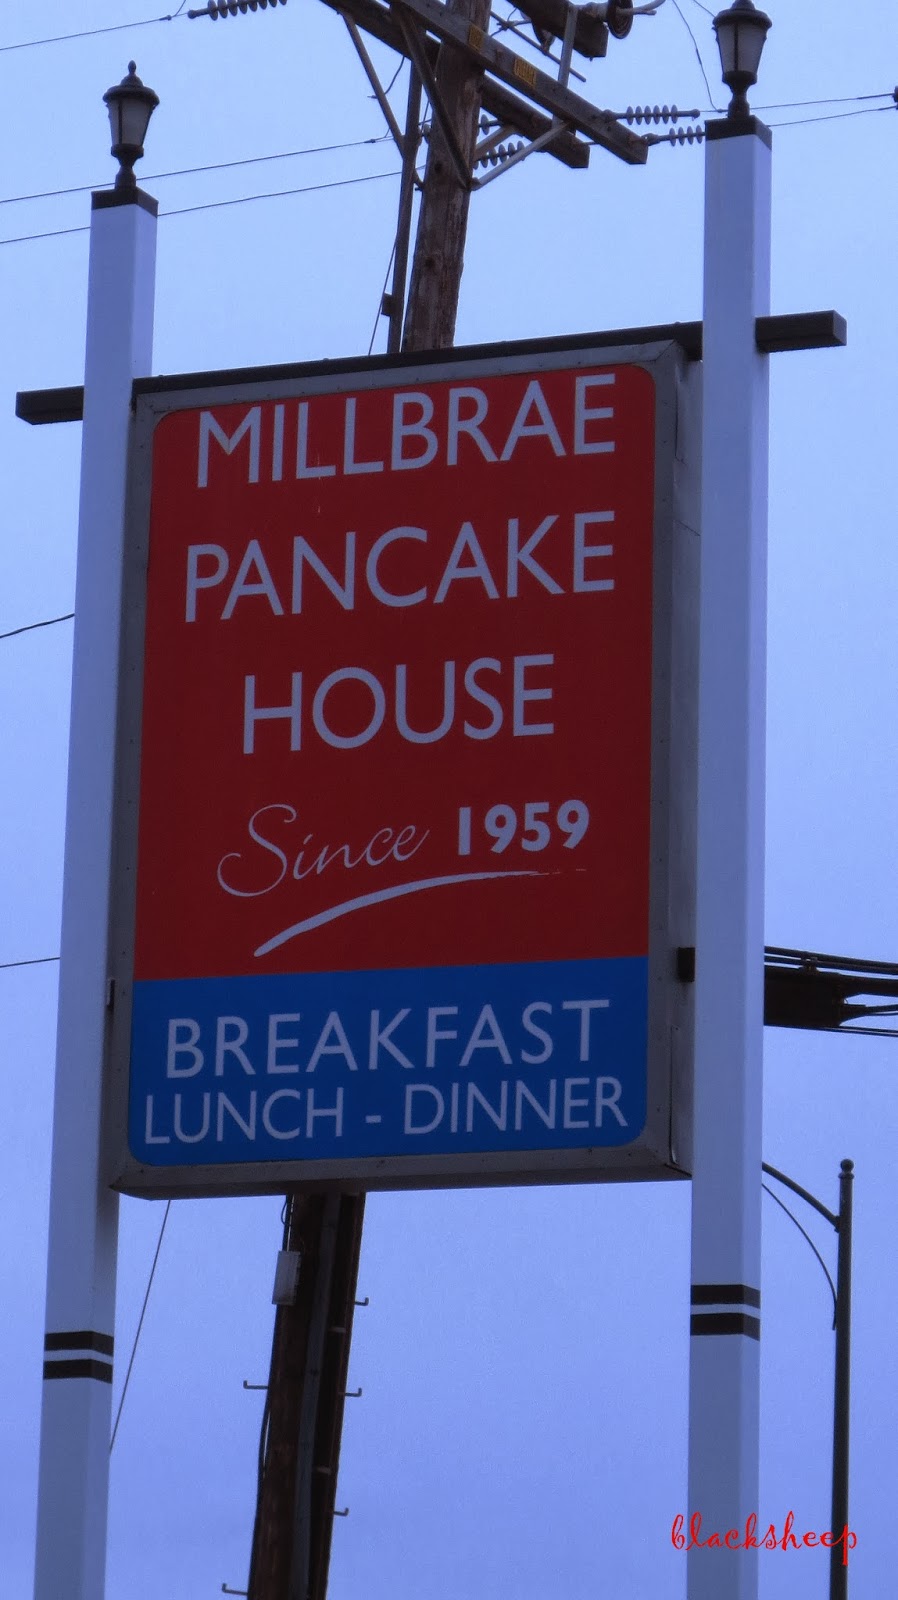 MILLBRAE
PANCAKE
HOUSE
Since 1959
BREAKFAST
LUNCH - DINNER
blacksheep